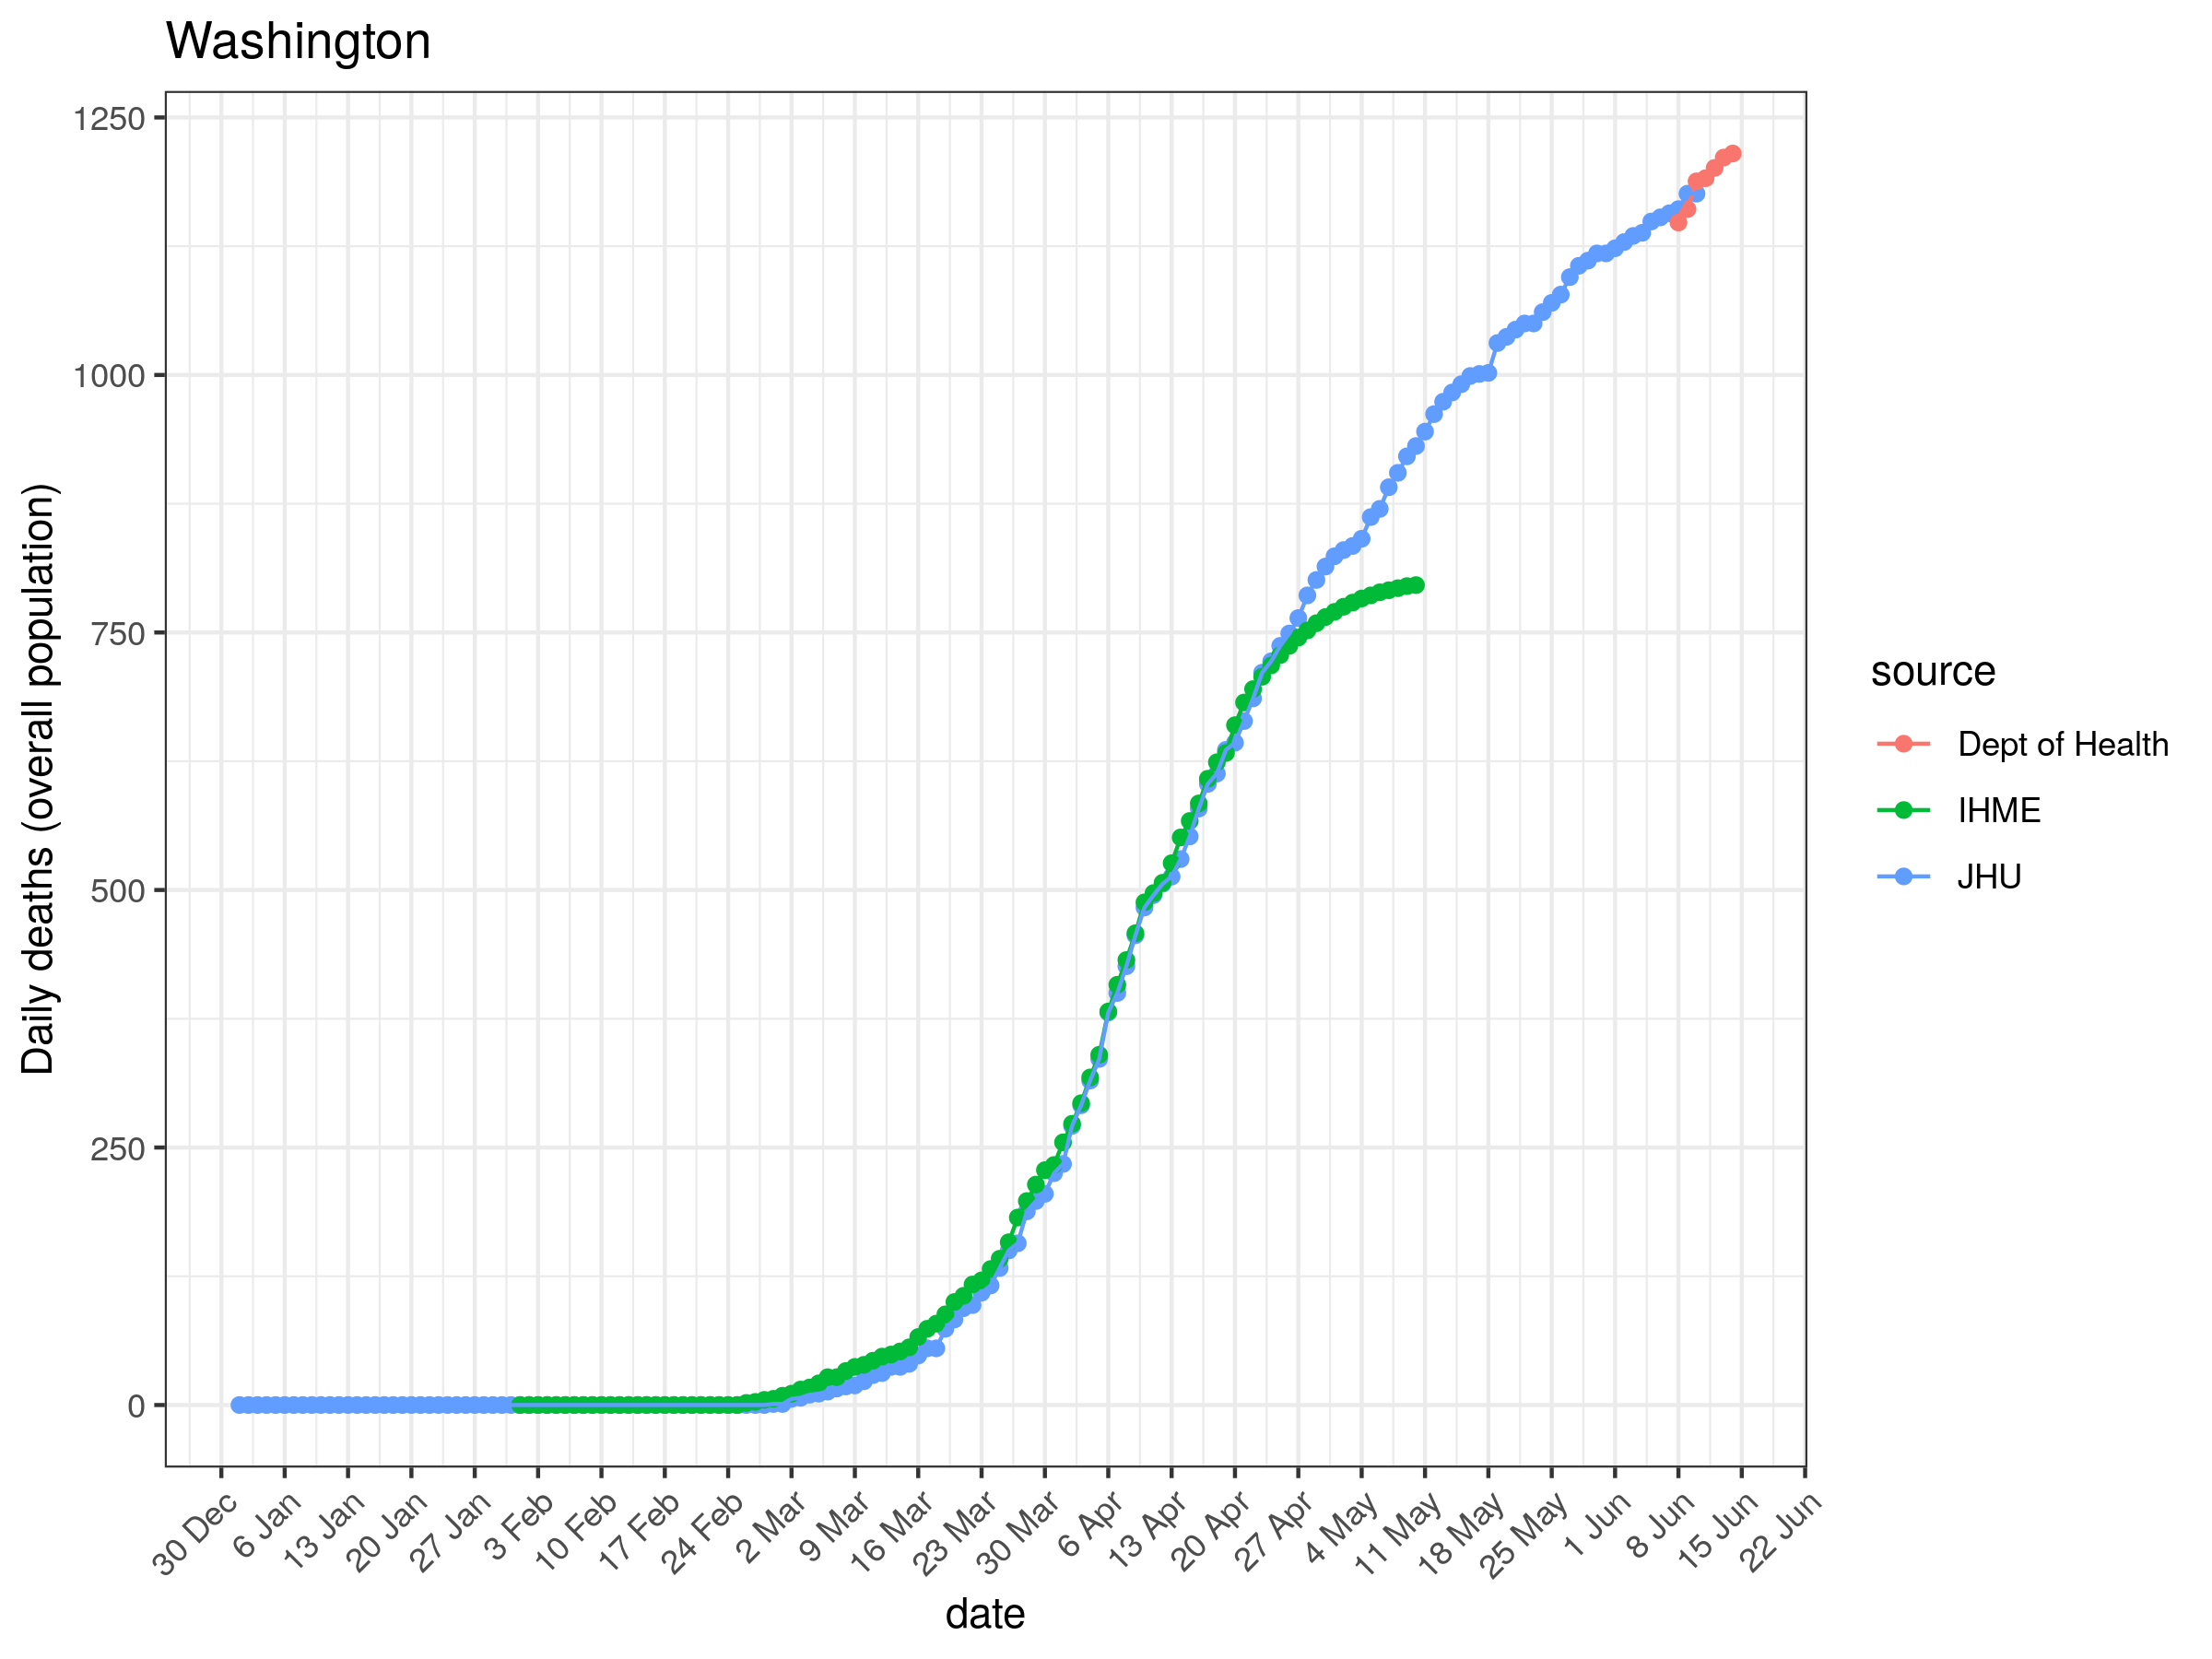 Washington
1250
1000
750
500
250
0
Daily deaths (overall population)
30 Dec
6 Jan
13 Jan
20 Jan
27 Jan
3 Feb
10 Feb
17 Feb
24 Feb
2 Mar
9 Mar
16 Mar
23 Mar
30 Mar
6 Apr
13 Apr
20 Apr
27 Apr
4 May
11 May
18 May
25 May
1 Jun
8 Jun
15 Jun
22 Jun
date
source
Dept of Health
IHME
JHU